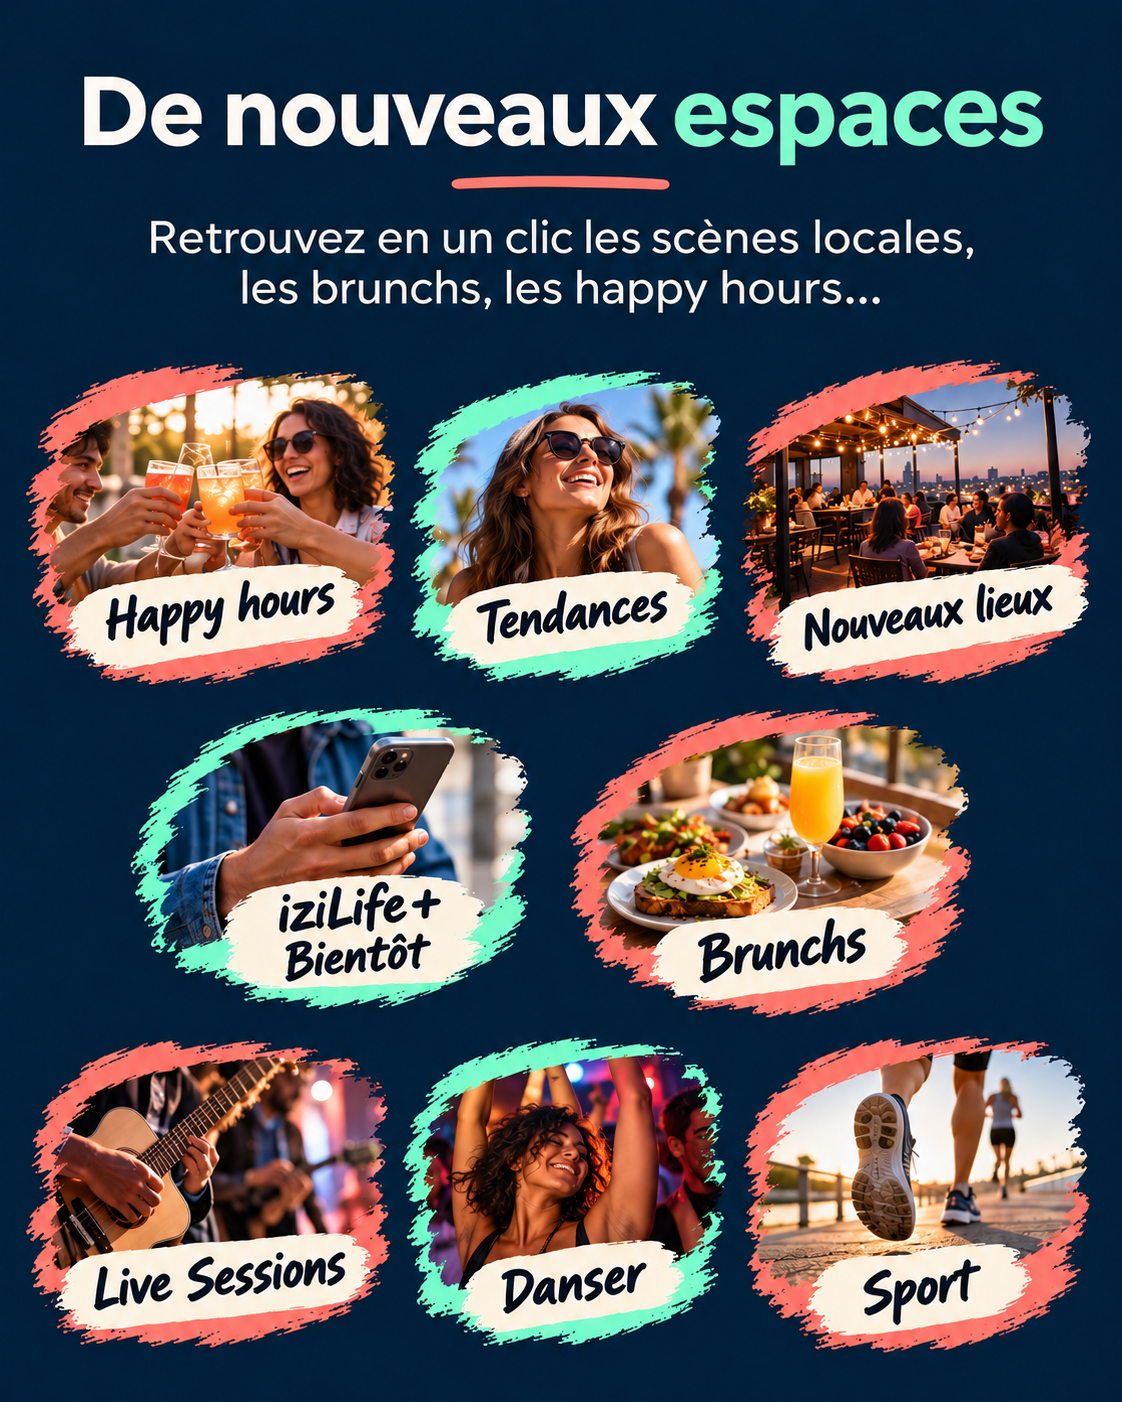 De nouveaux espaces
Retrouvez en un clic les scènes locales,
les brunchs, les happy hours...
Happy hours
Tendances
Nouveaux lieux
iziLife+
Bientôt
Brunchs
Live Sessions
Danser
Sport